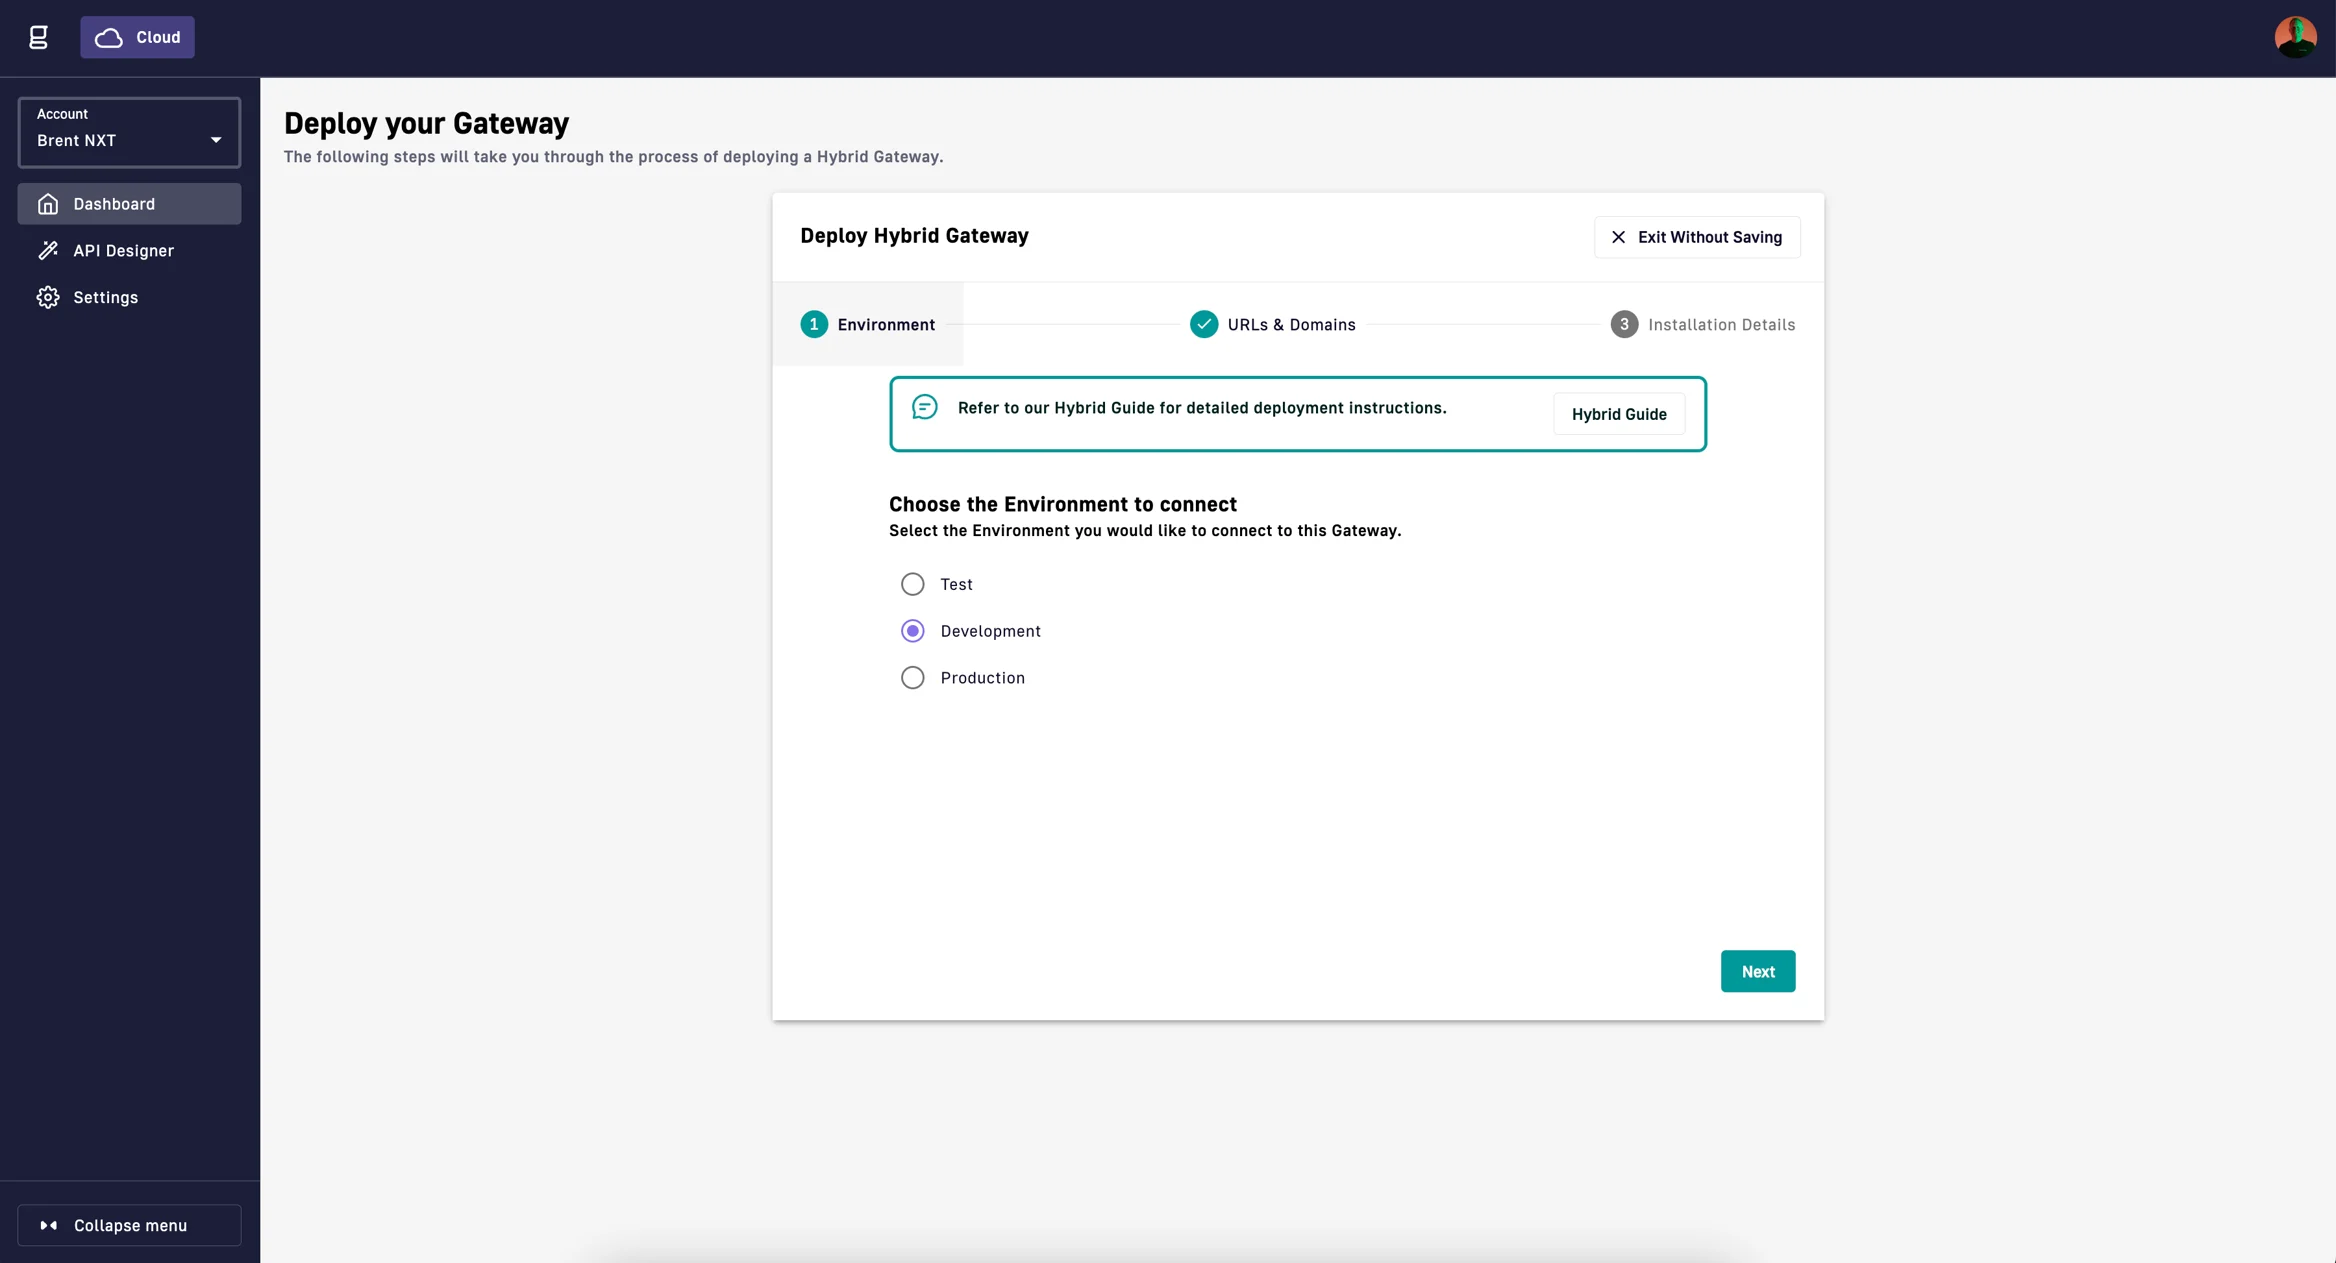 Cloud
Account
Brent NXT
Dashboard
API Designer
Settings
Collapse menu
Deploy your Gateway
The following steps will take you through the process of deploying a Hybrid Gateway.
Deploy Hybrid Gateway
Exit Without Saving
1 Environment
URLs & Domains
3 Installation Details
Refer to our Hybrid Guide for detailed deployment instructions.
Hybrid Guide
Choose the Environment to connect
Select the Environment you would like to connect to this Gateway.
Test
Development
Production
Next